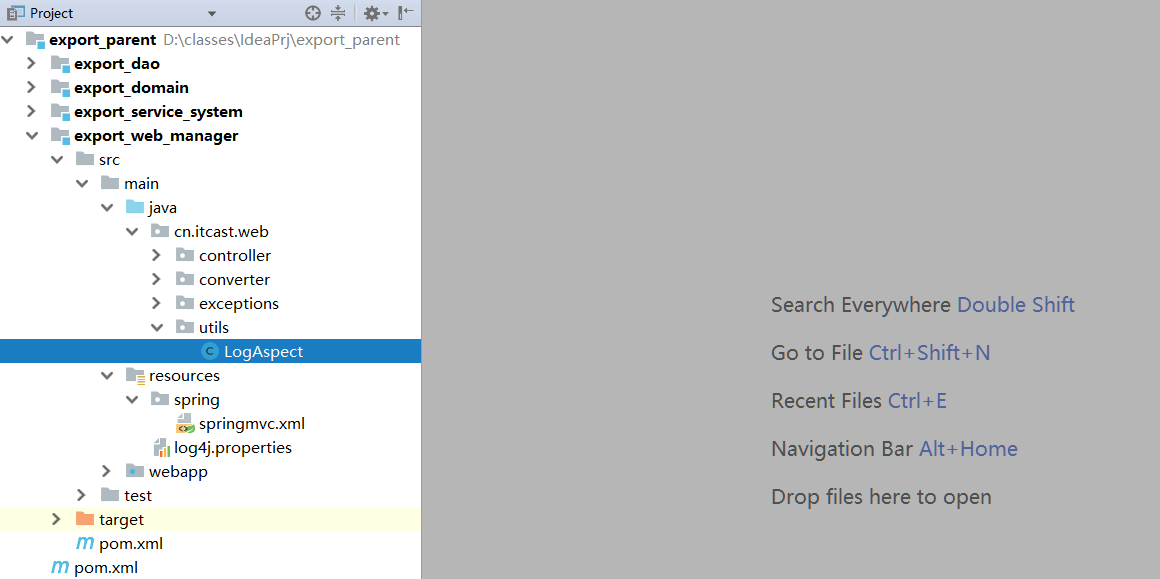 Project
export_parent D:\classes\IdeaPrj\export_parent
export_dao
export_domain
export_service_system
export_web_manager
src
main
java
cn.itcast.web
controller
converter
exceptions
utils
LogAspect
resources
spring
springmvc.xml
log4j.properties
webapp
test
target
pom.xml
pom.xml
Search Everywhere Double Shift
Go to File Ctrl+Shift+N
Recent Files Ctrl+E
Navigation Bar Alt+Home
Drop files here to open